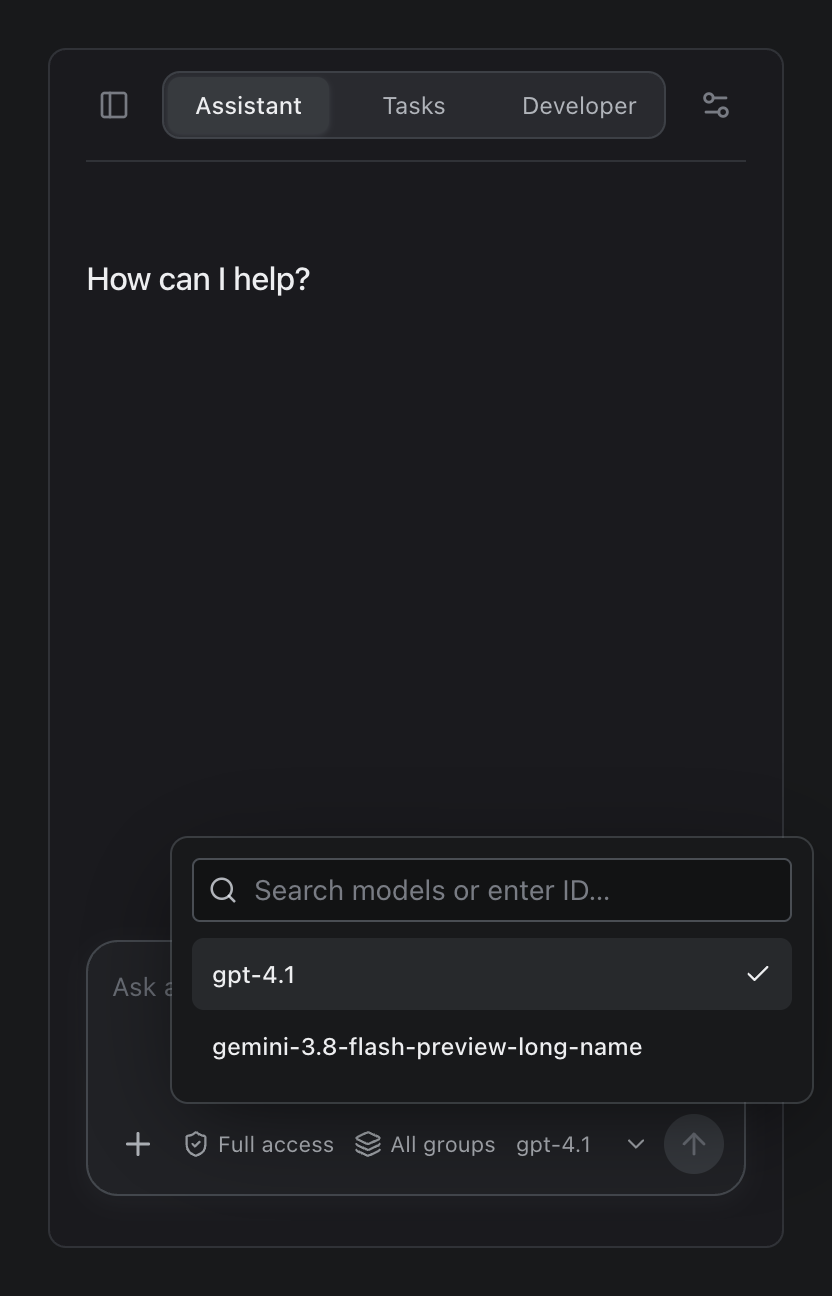 Assistant Tasks Developer
How can I help?
Search models or enter ID...
gpt-4.1
Ask
gemini-3.8-flash-preview-long-name
Full access All groups gpt-4.1